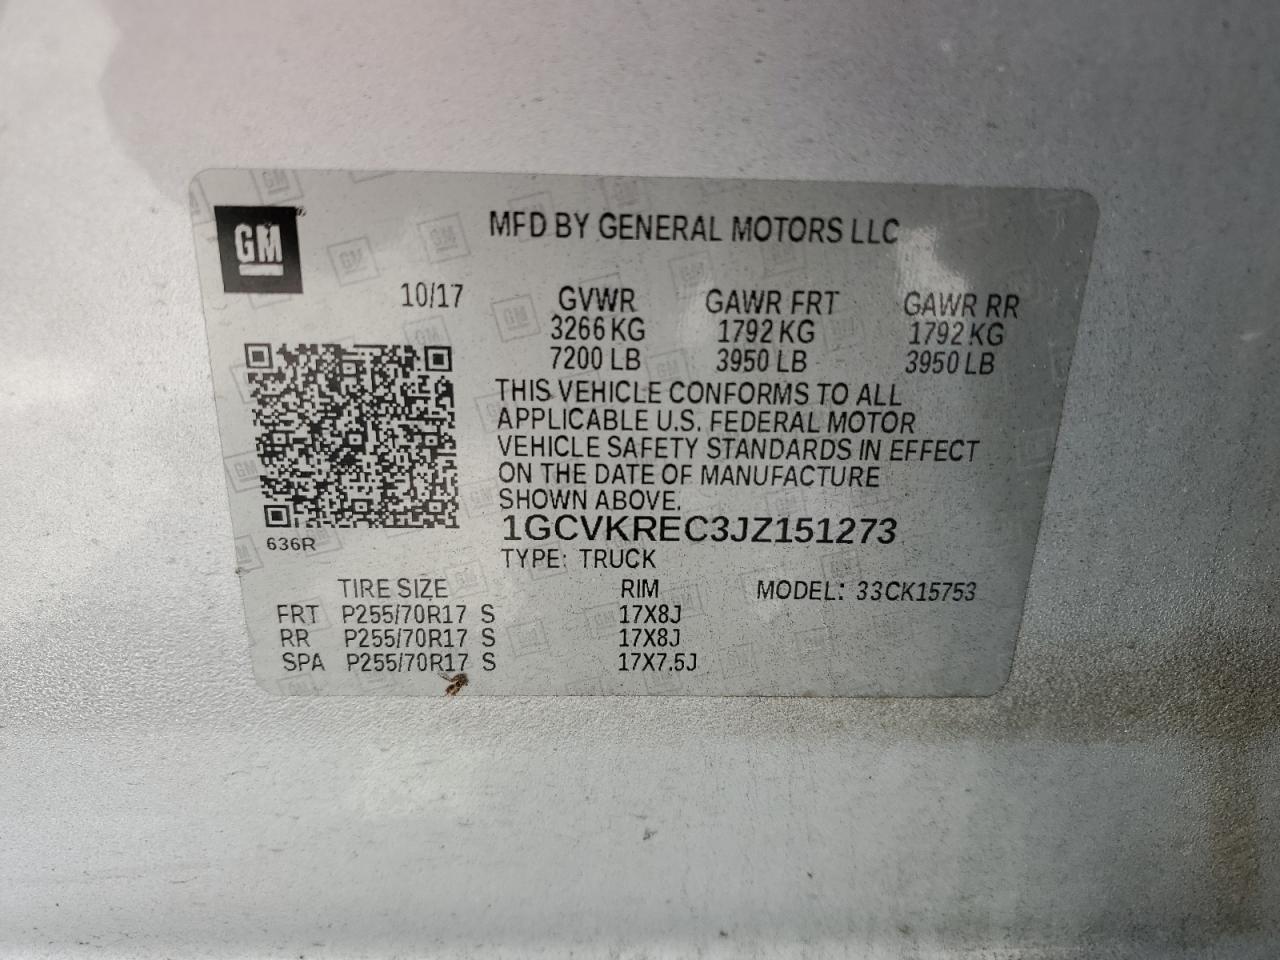 GM
MFD BY GENERAL MOTORS LLC
10/17
GVWR GAWR FRT GAWR RR
3266 KG 1792 KG 1792 KG
7200 LB 3950 LB 3950 LB
THIS VEHICLE CONFORMS TO ALL
APPLICABLE U.S. FEDERAL MOTOR
VEHICLE SAFETY STANDARDS IN EFFECT
ON THE DATE OF MANUFACTURE
SHOWN ABOVE.
1GCVKREC3JZ151273
636R
TYPE: TRUCK
TIRE SIZE RIM MODEL: 33CK15753
FRT P255/70R17 S 17X8J
RR P255/70R17 S 17X8J
SPA P255/70R17 S 17X7.5J